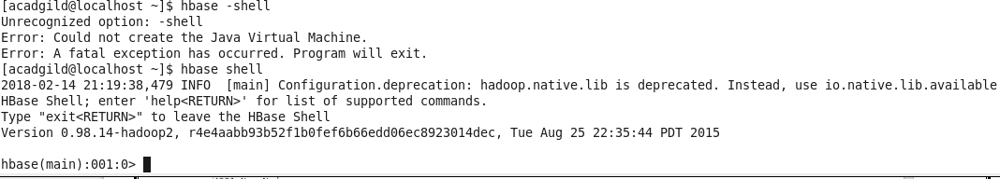 [acadgild@localhost ~]$ hbase -shell
Unrecognized option: -shell
Error: Could not create the Java Virtual Machine.
Error: A fatal exception has occurred. Program will exit.
[acadgild@localhost ~]$ hbase shell
2018-02-14 21:19:38,479 INFO  [main] Configuration.deprecation: hadoop.native.lib is deprecated. Instead, use io.native.lib.available
HBase Shell; enter 'help<RETURN>' for list of supported commands.
Type "exit<RETURN>" to leave the HBase Shell
Version 0.98.14-hadoop2, r4e4aabb93b52f1b0fef6b66edd06ec8923014dec, Tue Aug 25 22:35:44 PDT 2015
hbase(main):001:0>